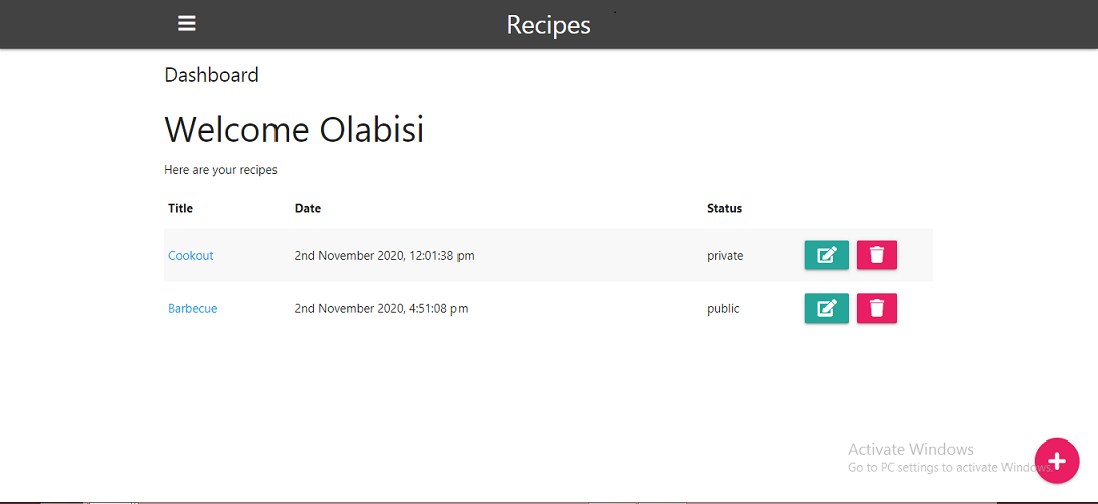 Recipes
Dashboard
Welcome Olabisi
Here are your recipes
Title Date Status
Cookout 2nd November 2020, 12:01:38 pm private
Barbecue 2nd November 2020, 4:51:08 pm public
Activate Windows
Go to PC settings to activate Windows.